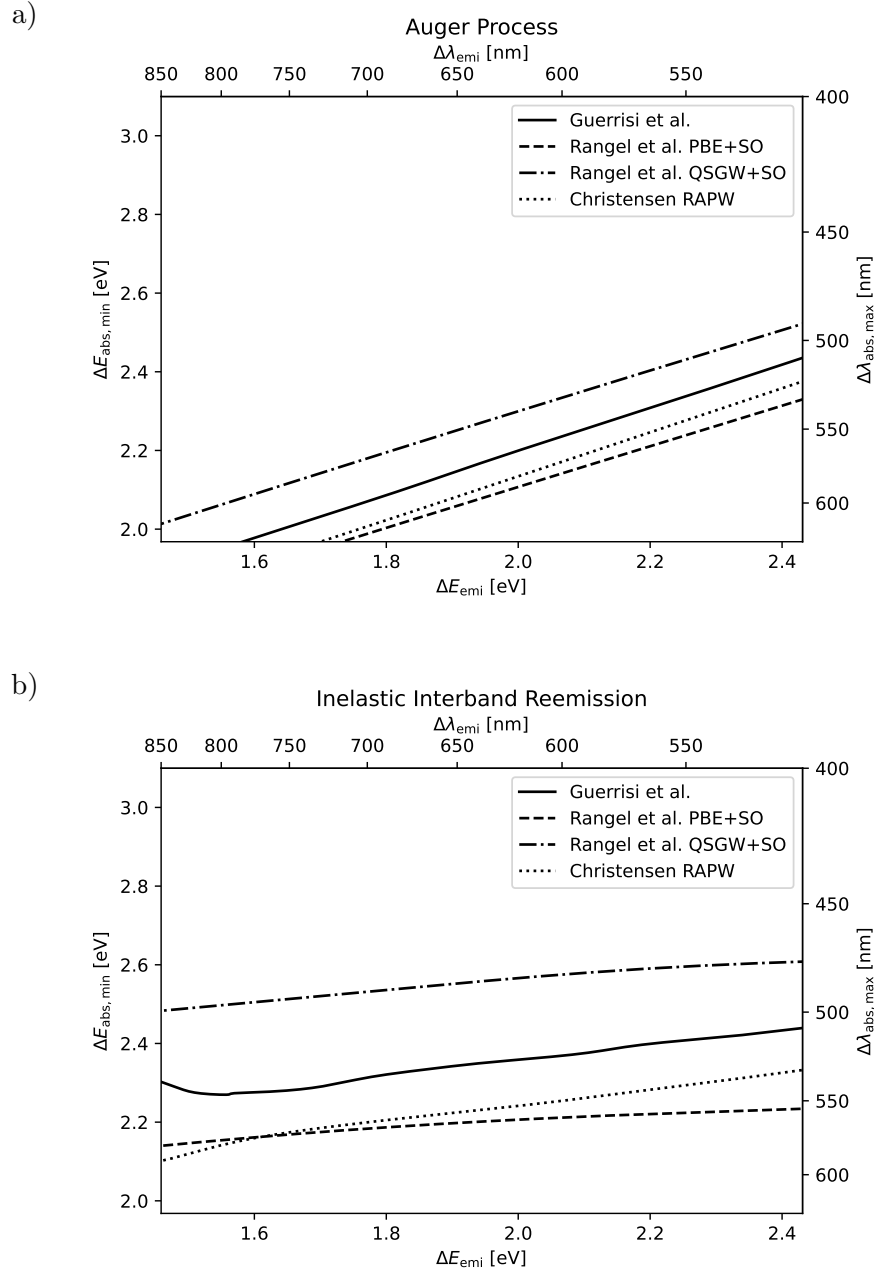 a)
Auger Process
Δλemi [nm]
850 800 750 700 650 600 550
Guerrisi et al.
Rangel et al. PBE+SO
Rangel et al. QSGW+SO
Christensen RAPW
3.0
2.8
2.6
2.4
2.2
2.0
ΔEabs, min [eV]
400
450
500
550
600
Δλabs, max [nm]
1.6 1.8 2.0 2.2 2.4
ΔEemi [eV]
b)
Inelastic Interband Reemission
Δλemi [nm]
850 800 750 700 650 600 550
Guerrisi et al.
Rangel et al. PBE+SO
Rangel et al. QSGW+SO
Christensen RAPW
3.0
2.8
2.6
2.4
2.2
2.0
ΔEabs, min [eV]
400
450
500
550
600
Δλabs, max [nm]
1.6 1.8 2.0 2.2 2.4
ΔEemi [eV]